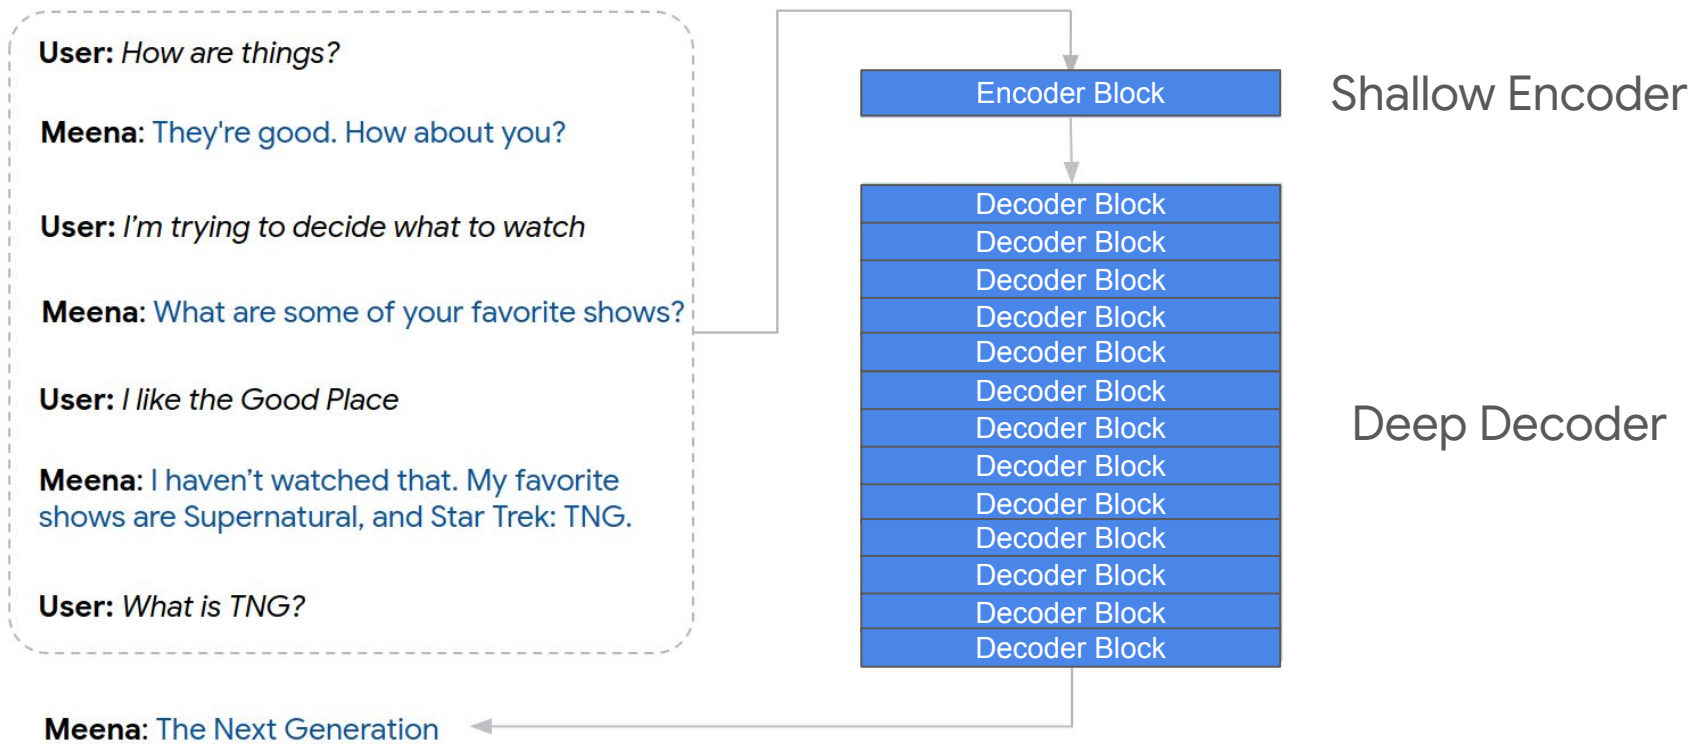 User: How are things?
Meena: They're good. How about you?
User: I’m trying to decide what to watch
Meena: What are some of your favorite shows?
User: I like the Good Place
Meena: I haven’t watched that. My favorite
shows are Supernatural, and Star Trek: TNG.
User: What is TNG?
Meena: The Next Generation
Encoder Block
Shallow Encoder
Decoder Block
Decoder Block
Decoder Block
Decoder Block
Decoder Block
Decoder Block
Decoder Block
Decoder Block
Decoder Block
Decoder Block
Decoder Block
Decoder Block
Decoder Block
Deep Decoder